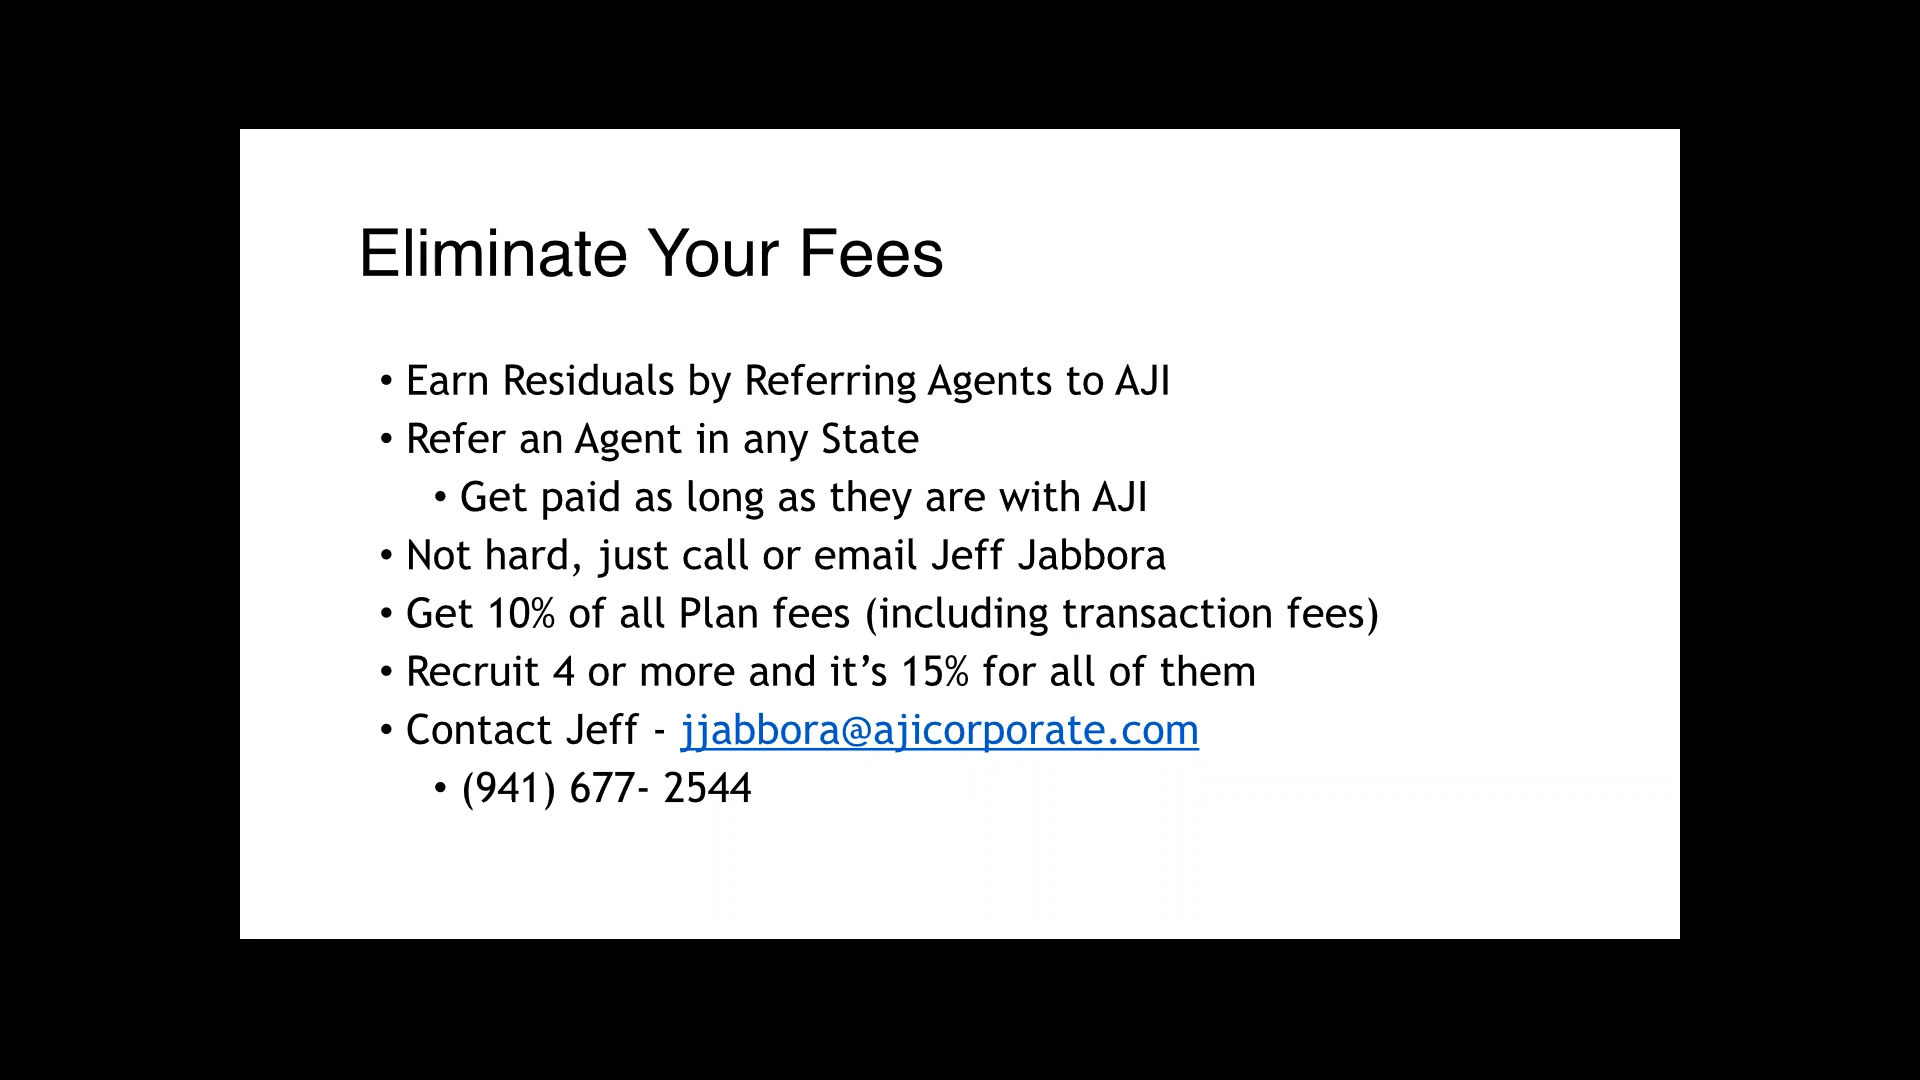 Eliminate Your Fees
• Earn Residuals by Referring Agents to AJI
• Refer an Agent in any State
• Get paid as long as they are with AJI
• Not hard, just call or email Jeff Jabbora
• Get 10% of all Plan fees (including transaction fees)
• Recruit 4 or more and it’s 15% for all of them
• Contact Jeff - jjabbora@ajicorporate.com
• (941) 677- 2544